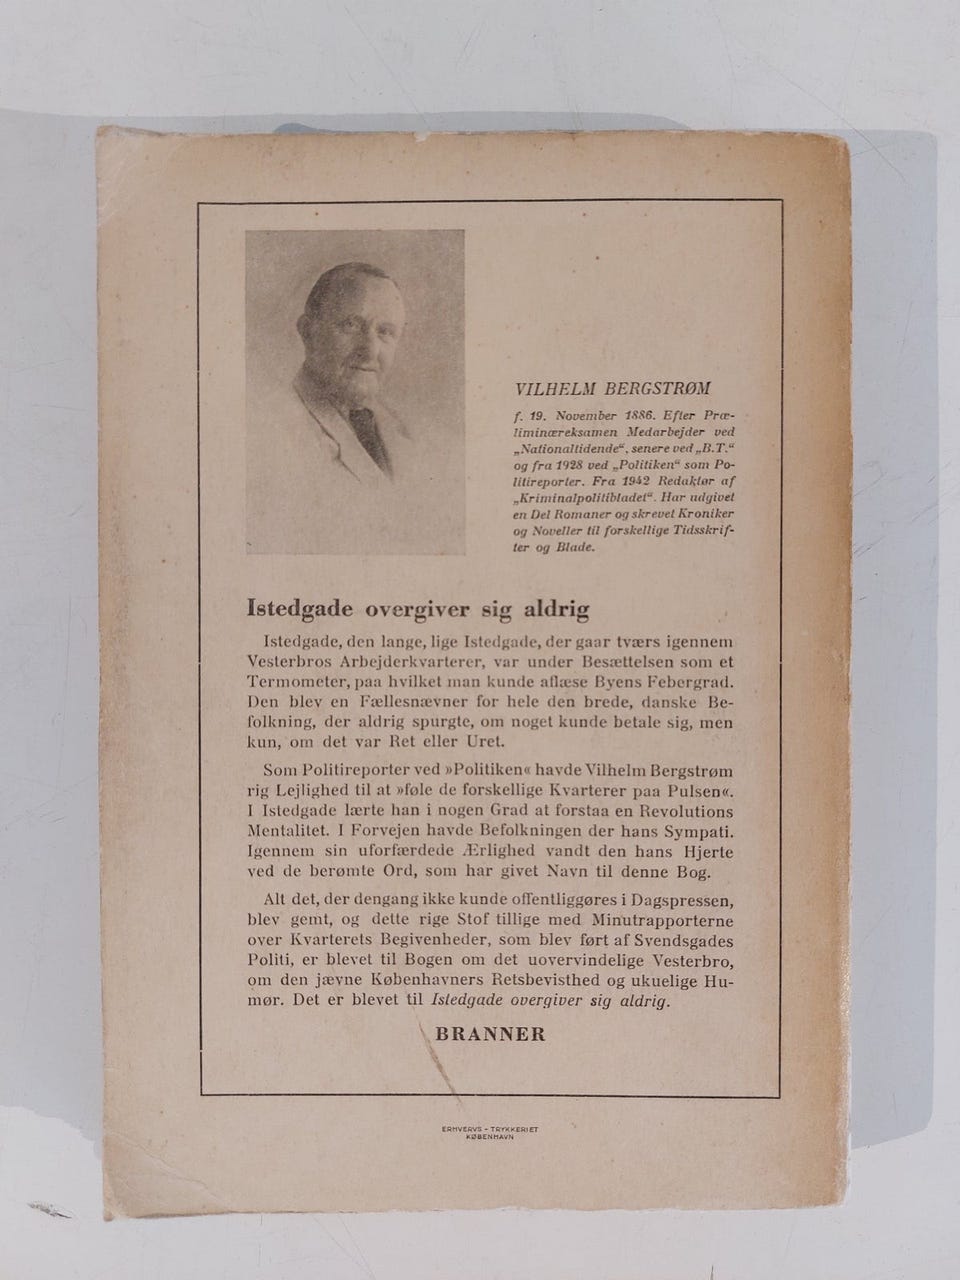 VILHELM BERGSTRØM
f. 19. November 1886. Efter Præ-
liminæreksamen Medarbejder ved
„Nationaltidende“, senere ved „B.T.“
og fra 1928 ved „Politiken“ som Po-
litireporter. Fra 1942 Redaktør af
„Kriminalpolitibladet“. Har udgivet
en Del Romaner og skrevet Kroniker
og Noveller til forskellige Tidsskrif-
ter og Blade.
Istedgade overgiver sig aldrig
Istedgade, den lange, lige Istedgade, der gaar tværs igennem
Vesterbros Arbejderkvarterer, var under Besættelsen som et
Termometer, paa hvilket man kunde aflæse Byens Febergrad.
Den blev en Fællesnævner for hele den brede, danske Be-
folkning, der aldrig spurgte, om noget kunde betale sig, men
kun, om det var Ret eller Uret.
Som Politireporter ved »Politiken« havde Vilhelm Bergstrøm
rig Lejlighed til at »føle de forskellige Kvarterer paa Pulsen«.
I Istedgade lærte han i nogen Grad at forstaa en Revolutions
Mentalitet. I Forvejen havde Befolkningen der hans Sympati.
Igennem sin uforfærdede Ærlighed vandt den hans Hjerte
ved de berømte Ord, som har givet Navn til denne Bog.
Alt det, der dengang ikke kunde offentliggøres i Dagspressen,
blev gemt, og dette rige Stof tillige med Minutrapporterne
over Kvarterets Begivenheder, som blev ført af Svendsgades
Politi, er blevet til Bogen om det uovervindelige Vesterbro,
om den jævne Københavners Retsbevisthed og ukuelige Hu-
mør. Det er blevet til Istedgade overgiver sig aldrig.
BRANNER
ERHVERVS - TRYKKERIET
KØBENHAVN